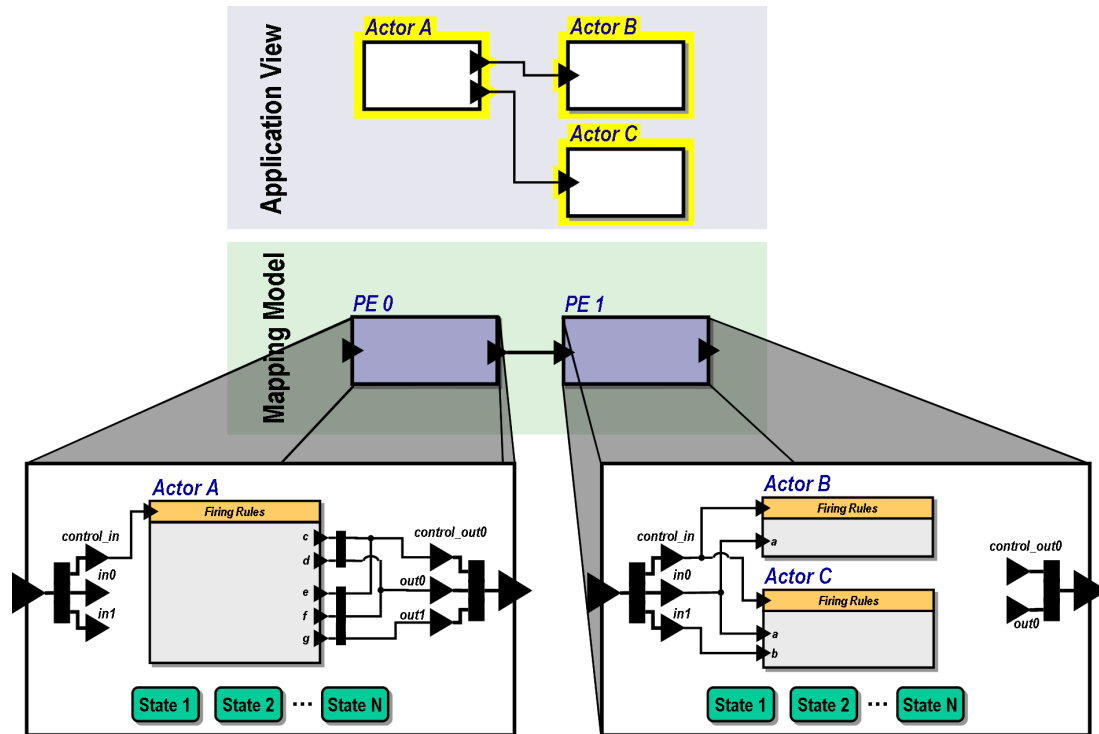 Application View
Actor A
Actor B
Actor C
Mapping Model
PE 0
PE 1
Actor A
Firing Rules
control_in
in0
in1
c
d
e
f
g
control_out0
out0
out1
State 1
State 2
...
State N
Actor B
Firing Rules
a
control_in
in0
in1
Actor C
Firing Rules
a
b
control_out0
out0
State 1
State 2
...
State N